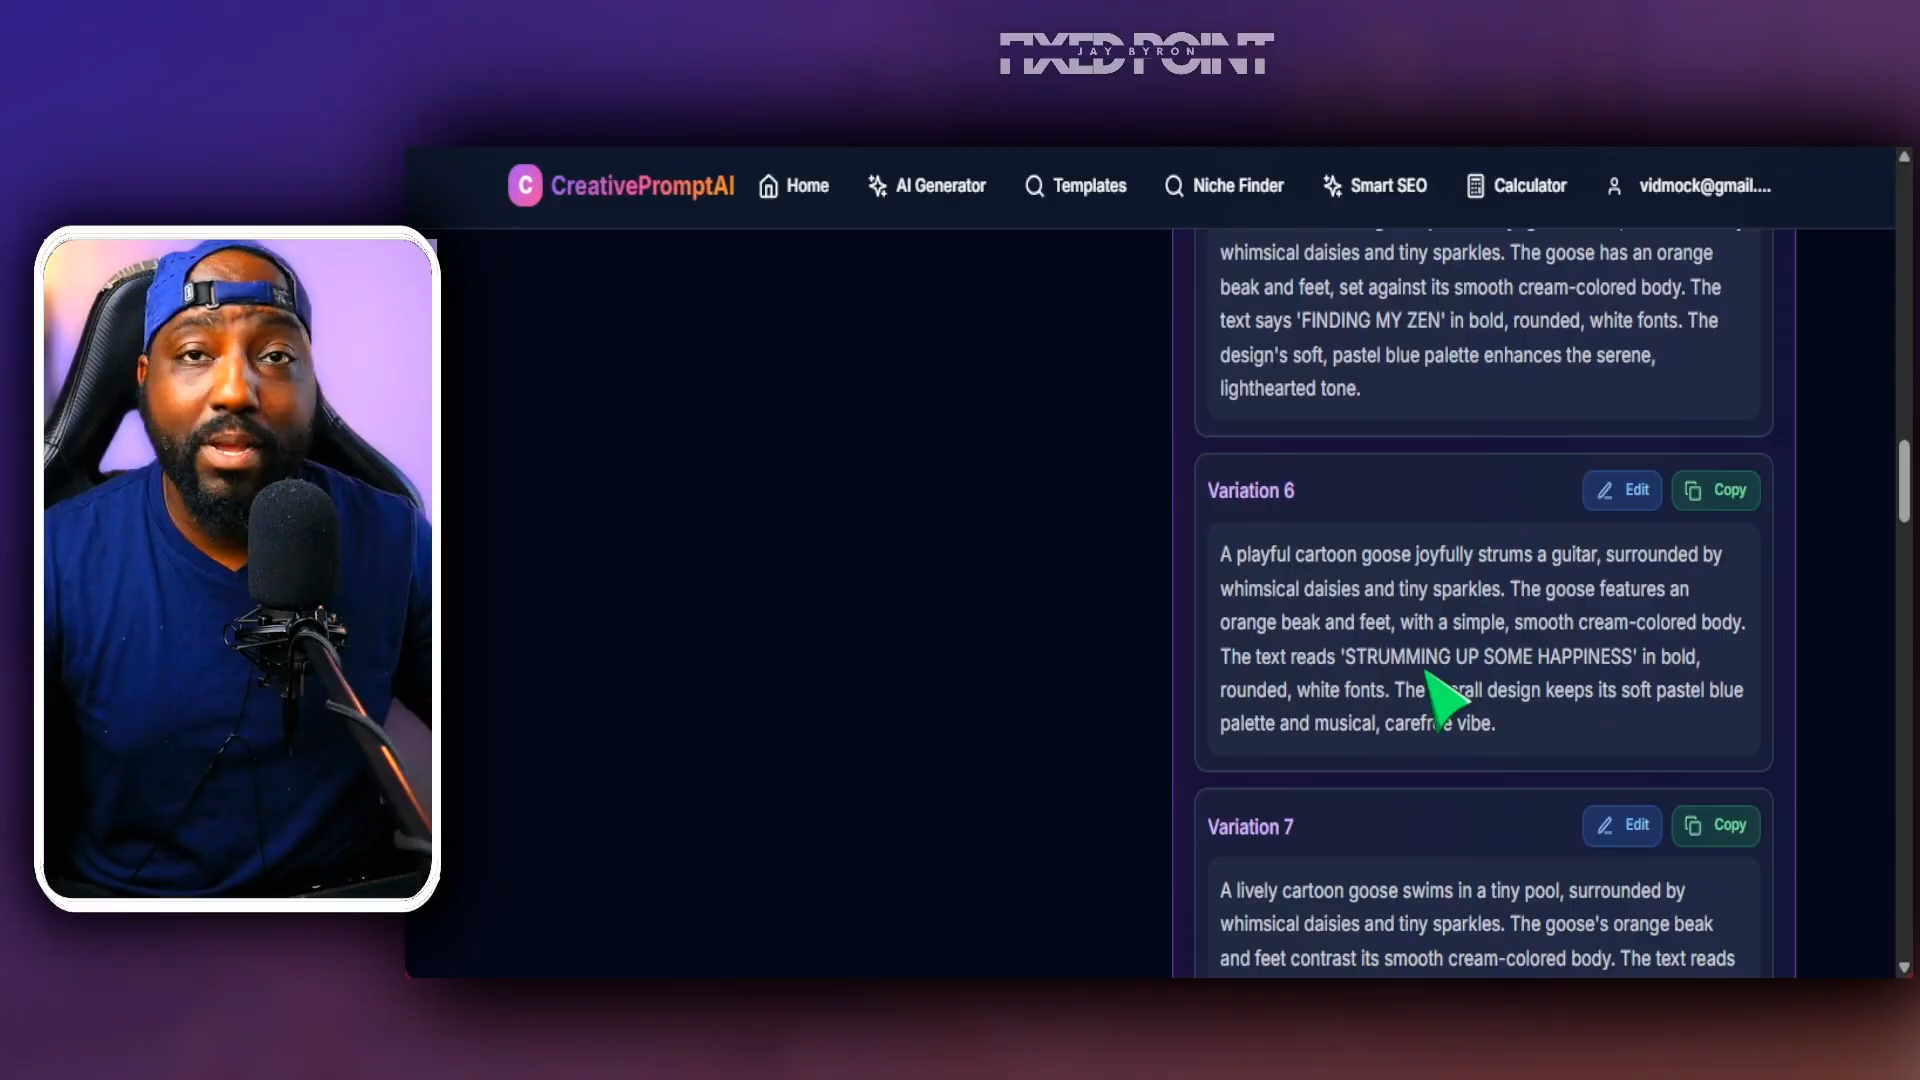 FIXED POINT
JAY BYRON
C CreativePromptAI Home AI Generator Templates Niche Finder Smart SEO Calculator vidmock@gmail....
whimsical daisies and tiny sparkles. The goose has an orange
beak and feet, set against its smooth cream-colored body. The
text says 'FINDING MY ZEN' in bold, rounded, white fonts. The
design's soft, pastel blue palette enhances the serene,
lighthearted tone.
Variation 6 Edit Copy
A playful cartoon goose joyfully strums a guitar, surrounded by
whimsical daisies and tiny sparkles. The goose features an
orange beak and feet, with a simple, smooth cream-colored body.
The text reads 'STRUMMING UP SOME HAPPINESS' in bold,
rounded, white fonts. The design keeps its soft pastel blue
palette and musical, vibe.
Variation 7 Edit Copy
A lively cartoon goose swims in a tiny pool, surrounded by
whimsical daisies and tiny sparkles. The goose's orange beak
and feet contrast its smooth cream-colored body. The text reads